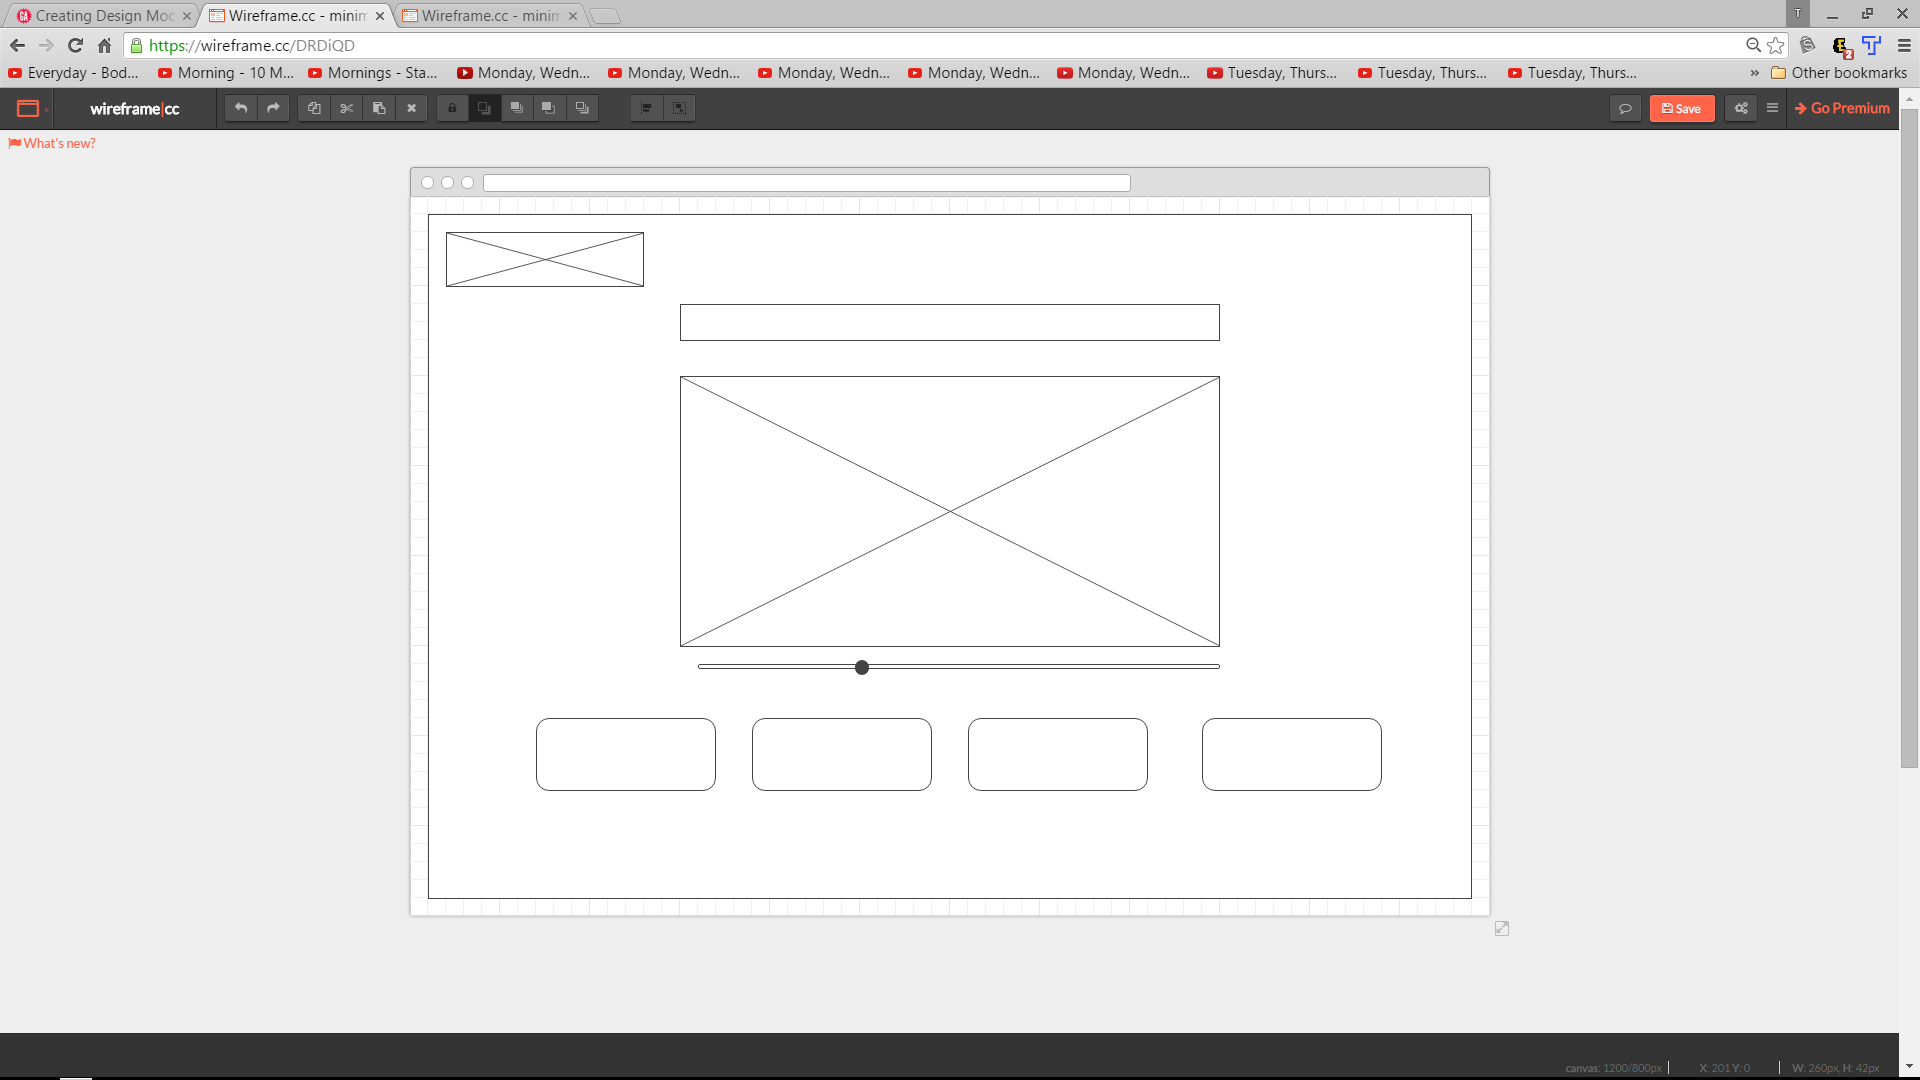 Creating Design Moc
Wireframe.cc - minim
Wireframe.cc - minim
T
https://wireframe.cc/DRDiQD
2
Everyday - Bod...
Morning - 10 M...
Mornings - Sta...
Monday, Wedn...
Monday, Wedn...
Monday, Wedn...
Monday, Wedn...
Monday, Wedn...
Tuesday, Thurs...
Tuesday, Thurs...
Tuesday, Thurs...
» Other bookmarks
wireframe|cc
Save
Go Premium
What's new?
canvas: 1200/800px
X: 201 Y: 0
W: 260px, H: 42px